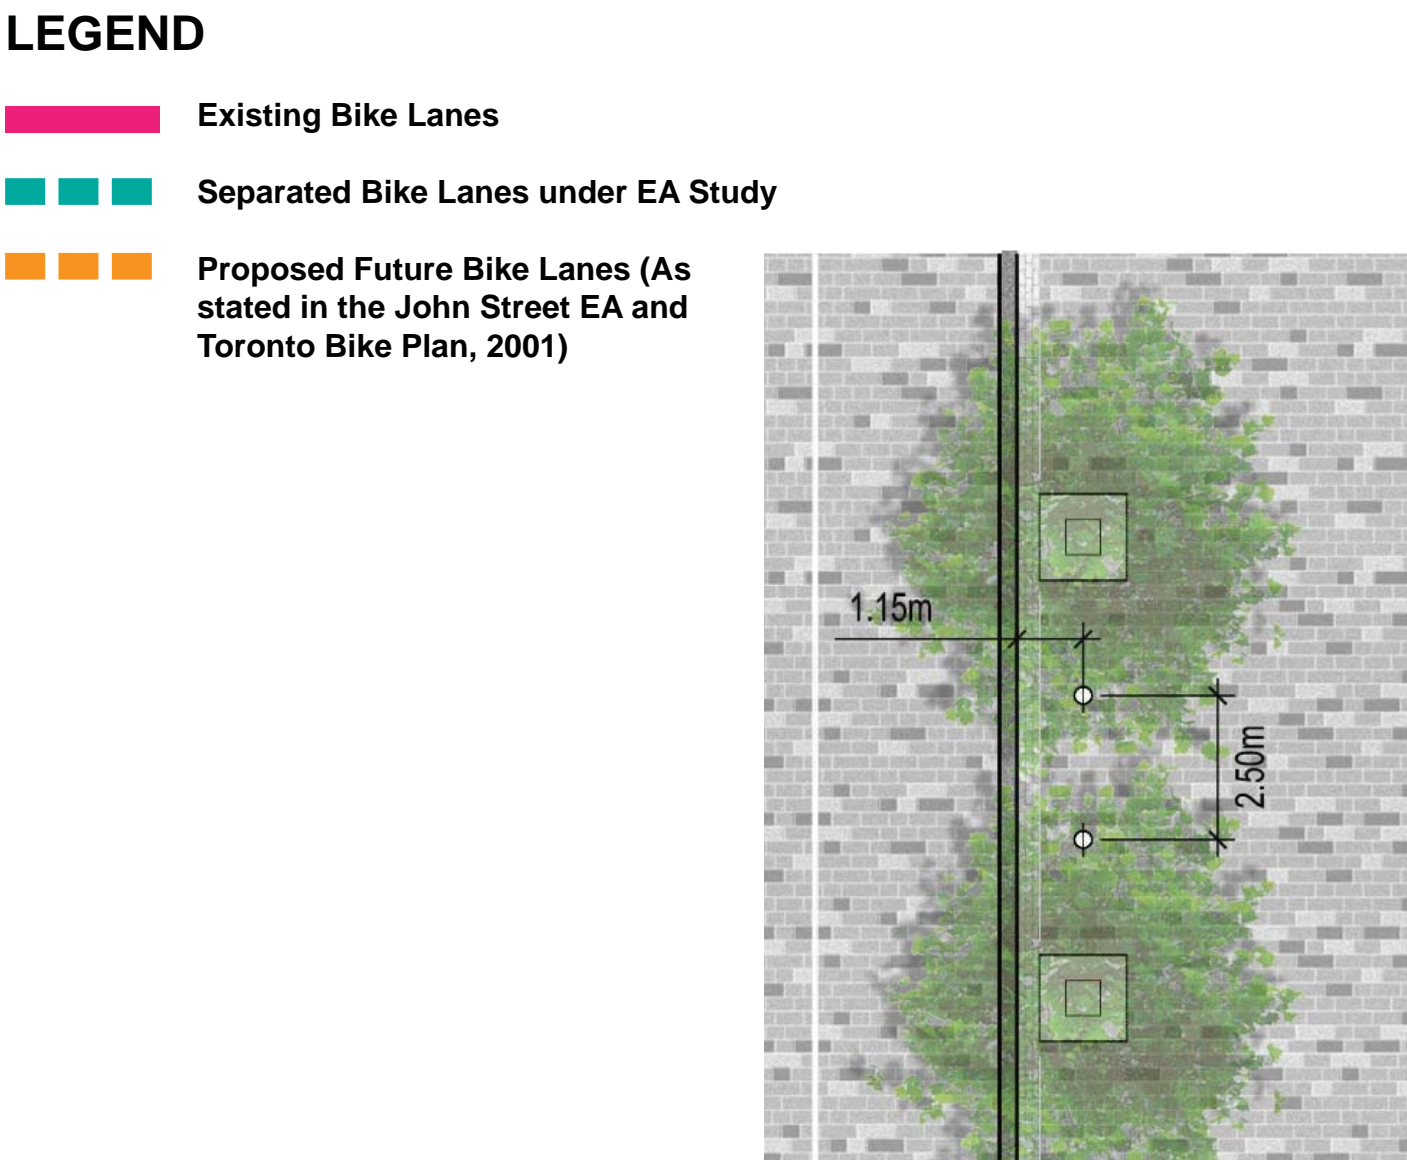 LEGEND
Existing Bike Lanes
Separated Bike Lanes under EA Study
Proposed Future Bike Lanes (As
stated in the John Street EA and
Toronto Bike Plan, 2001)
1.15m
2.50m